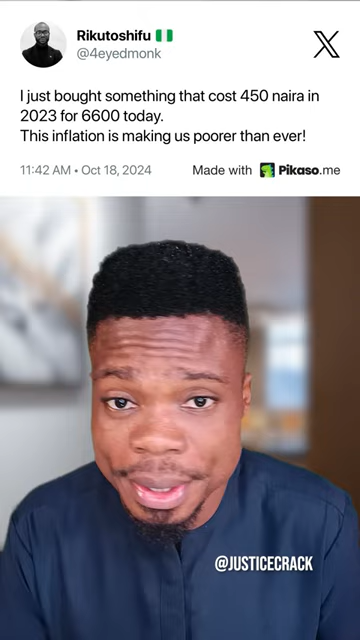 Rikutoshifu 🇳🇬
@4eyedmonk
I just bought something that cost 450 naira in
2023 for 6600 today.
This inflation is making us poorer than ever!
11:42 AM • Oct 18, 2024 Made with Pikaso.me
@JUSTICECRACK